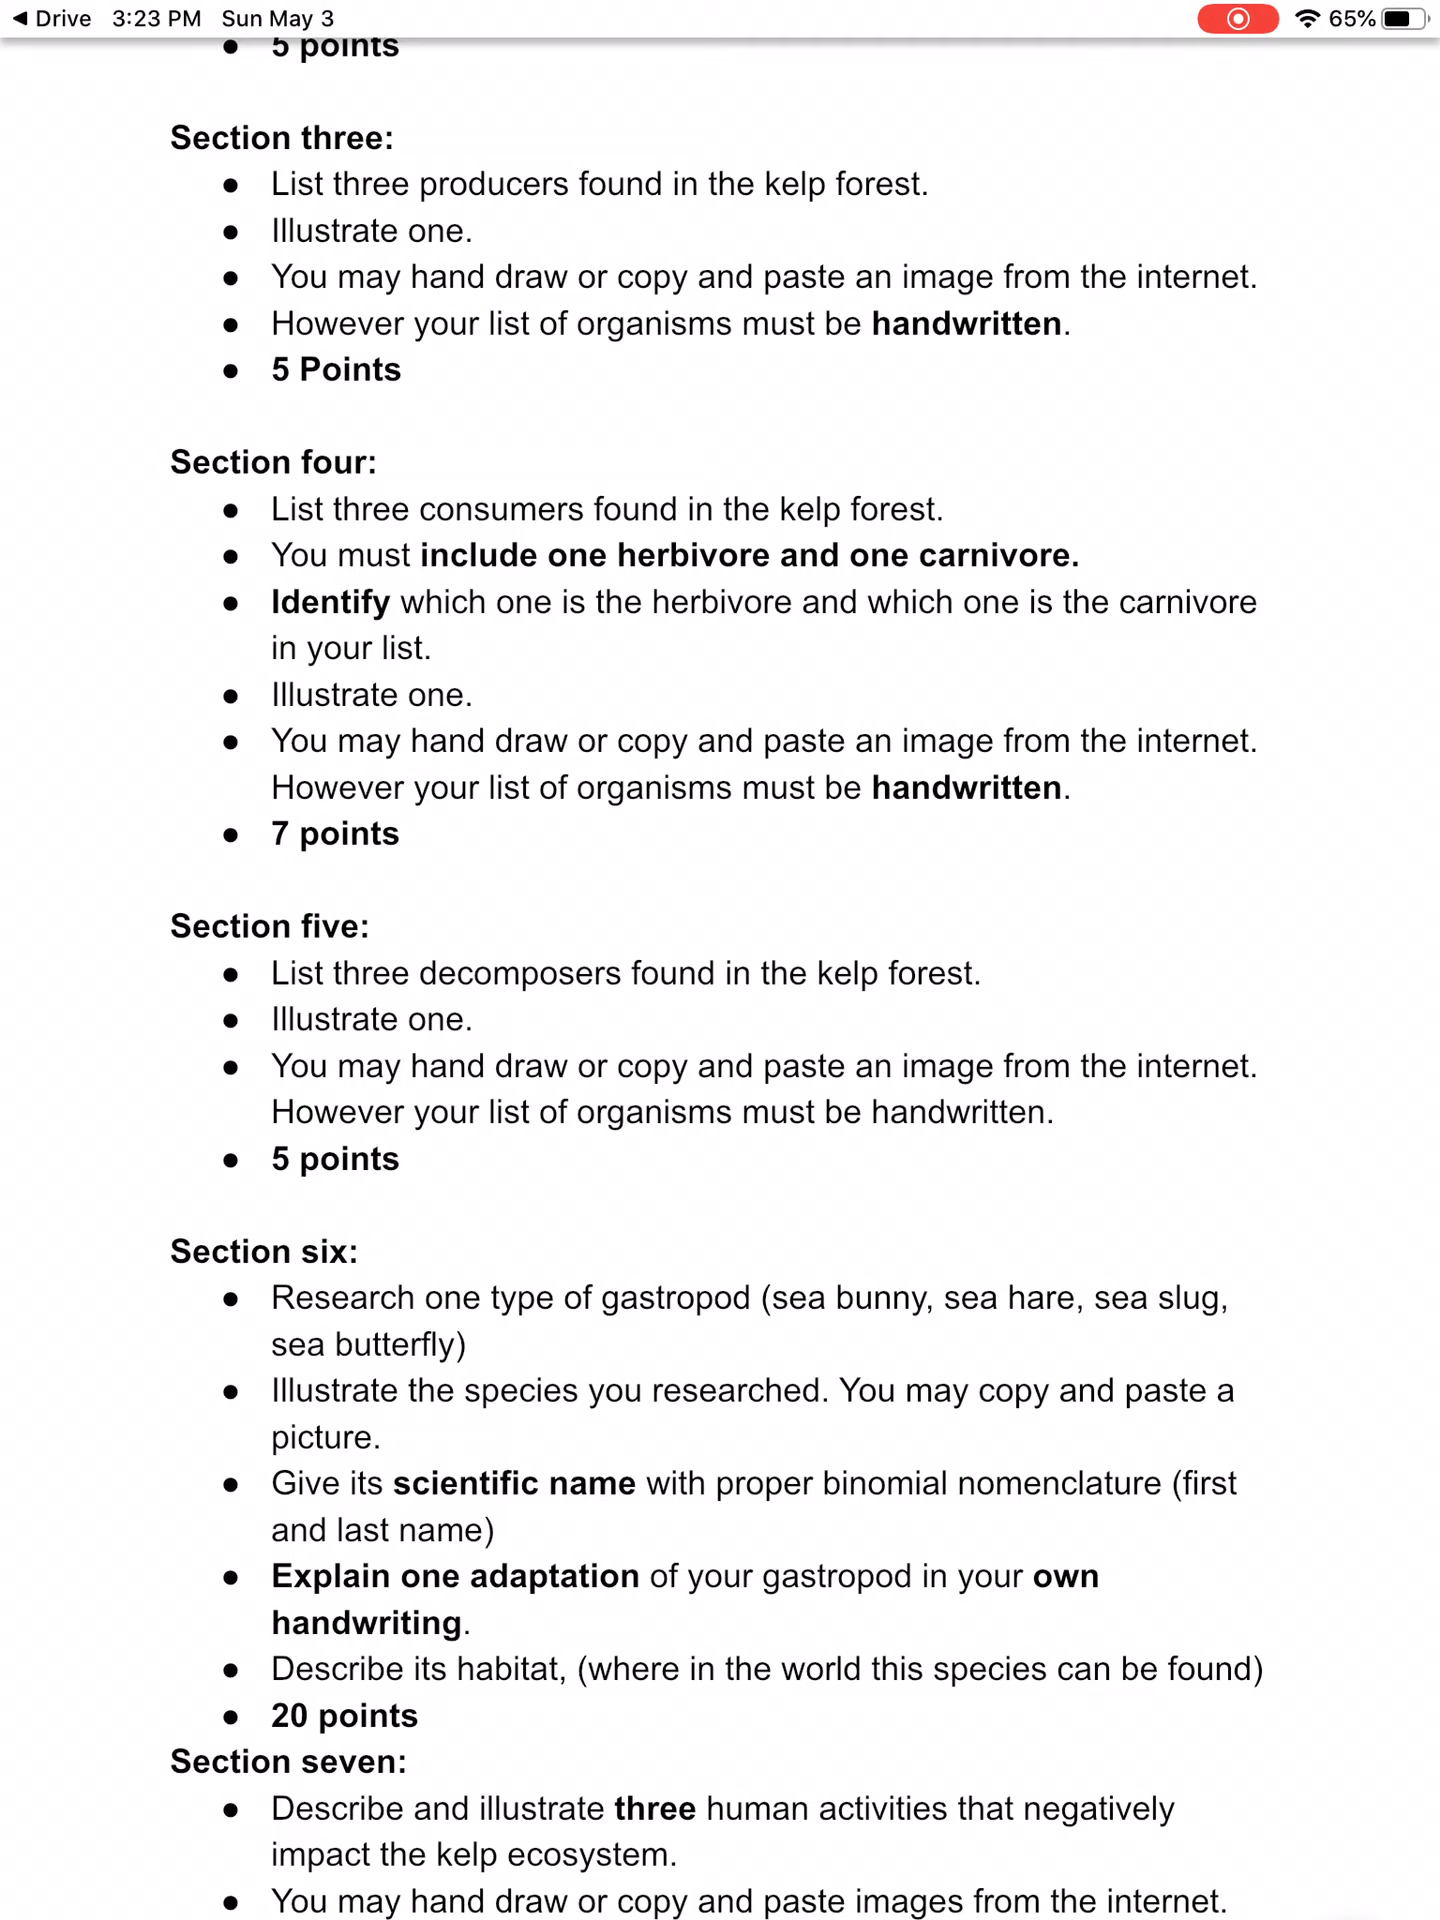 ◀ Drive 3:23 PM Sun May 3 65%
● 5 points
Section three:
● List three producers found in the kelp forest.
● Illustrate one.
● You may hand draw or copy and paste an image from the internet.
● However your list of organisms must be handwritten.
● 5 Points
Section four:
● List three consumers found in the kelp forest.
● You must include one herbivore and one carnivore.
● Identify which one is the herbivore and which one is the carnivore
in your list.
● Illustrate one.
● You may hand draw or copy and paste an image from the internet.
However your list of organisms must be handwritten.
● 7 points
Section five:
● List three decomposers found in the kelp forest.
● Illustrate one.
● You may hand draw or copy and paste an image from the internet.
However your list of organisms must be handwritten.
● 5 points
Section six:
● Research one type of gastropod (sea bunny, sea hare, sea slug,
sea butterfly)
● Illustrate the species you researched. You may copy and paste a
picture.
● Give its scientific name with proper binomial nomenclature (first
and last name)
● Explain one adaptation of your gastropod in your own
handwriting.
● Describe its habitat, (where in the world this species can be found)
● 20 points
Section seven:
● Describe and illustrate three human activities that negatively
impact the kelp ecosystem.
● You may hand draw or copy and paste images from the internet.